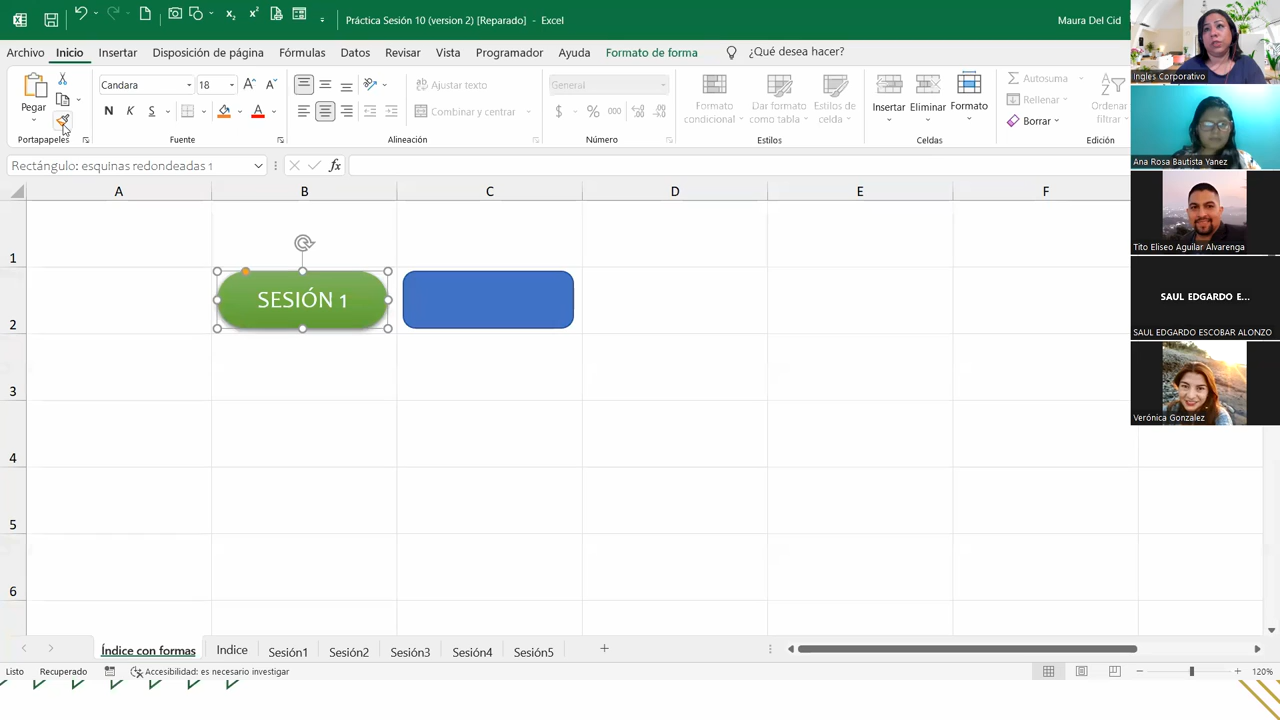 Práctica Sesión 10 (version 2) [Reparado] - Excel
Maura Del Cid
Archivo Inicio Insertar Disposición de página Fórmulas Datos Revisar Vista Programador Ayuda Formato de forma ¿Qué desea hacer?
Pegar
Portapapeles
Candara 18
N K S
Fuente
Ajustar texto
Combinar y centrar
Alineación
General
$ % 000
Número
Formato condicional
Dar formato como tabla
Estilos de celda
Estilos
Insertar Eliminar Formato
Celdas
Autosuma
Rellenar
Borrar
Ordenar
filtrar
Edición
Rectángulo: esquinas redondeadas 1
fx
A B C D E F
1
2
3
4
5
6
SESIÓN 1
Ingles Corporativo
Ana Rosa Bautista Yanez
Tito Eliseo Aguilar Alvarenga
SAUL EDGARDO E...
SAUL EDGARDO ESCOBAR ALONZO
Verónica Gonzalez
Índice con formas Indice Sesión1 Sesión2 Sesión3 Sesión4 Sesión5
Listo Recuperado Accesibilidad: es necesario investigar
120%